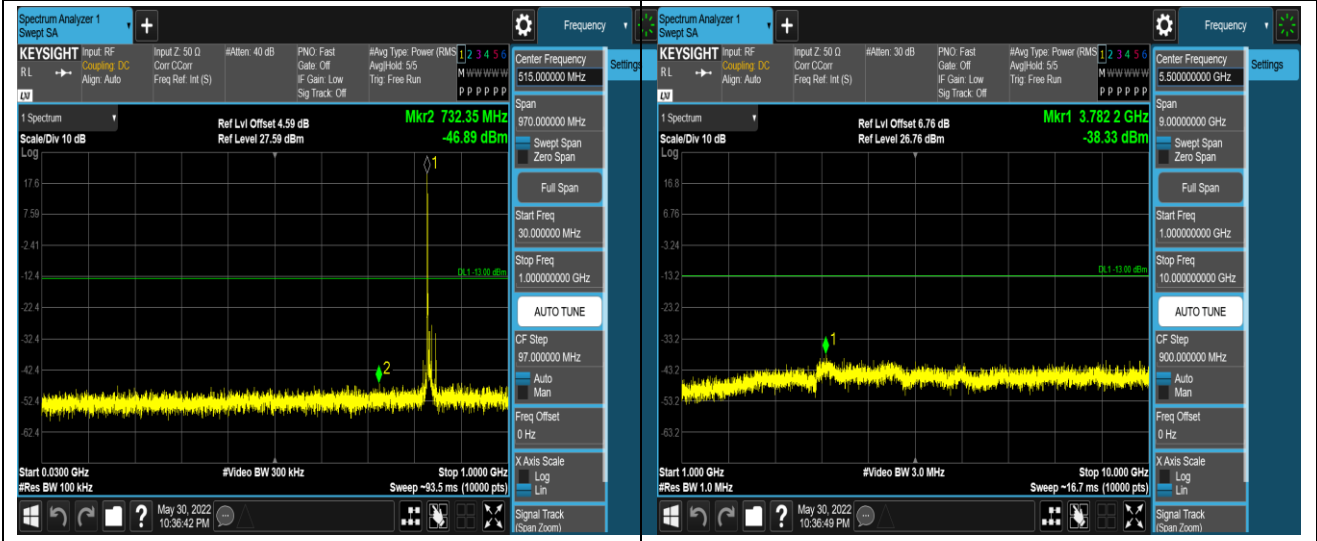 Spectrum Analyzer 1
Swept SA
+
Frequency
Settings
KEYSIGHT
RL
LXI
Input: RF
Coupling: DC
Align: Auto
Input Z: 50 Ω
Corr CCorr
Freq Ref: Int (S)
#Atten: 40 dB
PNO: Fast
Gate: Off
IF Gain: Low
Sig Track: Off
#Avg Type: Power (RMS
Avg|Hold: 5/5
Trig: Free Run
1 2 3 4 5 6
M W W W W W
P P P P P P
1 Spectrum
Scale/Div 10 dB
Log
Ref Lvl Offset 4.59 dB
Ref Level 27.59 dBm
Mkr2 732.35 MHz
-46.89 dBm
17.6
7.59
-2.41
-12.4
-22.4
-32.4
-42.4
-52.4
-62.4
1
2
DL1 -13.00 dBm
Start 0.0300 GHz
#Res BW 100 kHz
#Video BW 300 kHz
Stop 1.0000 GHz
Sweep ~93.5 ms (10000 pts)
Center Frequency
515.000000 MHz
Span
970.000000 MHz
Swept Span
Zero Span
Full Span
Start Freq
30.000000 MHz
Stop Freq
1.000000000 GHz
AUTO TUNE
CF Step
97.000000 MHz
Auto
Man
Freq Offset
0 Hz
X Axis Scale
Log
Lin
Signal Track
(Span Zoom)
?
May 30, 2022
10:36:42 PM
Spectrum Analyzer 1
Swept SA
+
Frequency
Settings
KEYSIGHT
RL
LXI
Input: RF
Coupling: DC
Align: Auto
Input Z: 50 Ω
Corr CCorr
Freq Ref: Int (S)
#Atten: 30 dB
PNO: Fast
Gate: Off
IF Gain: Low
Sig Track: Off
#Avg Type: Power (RMS
Avg|Hold: 5/5
Trig: Free Run
1 2 3 4 5 6
M W W W W W
P P P P P P
1 Spectrum
Scale/Div 10 dB
Log
Ref Lvl Offset 6.76 dB
Ref Level 26.76 dBm
Mkr1 3.782 2 GHz
-38.33 dBm
16.8
6.76
-3.24
-13.2
-23.2
-33.2
-43.2
-53.2
-63.2
1
DL1 -13.00 dBm
Start 1.000 GHz
#Res BW 1.0 MHz
#Video BW 3.0 MHz
Stop 10.000 GHz
Sweep ~16.7 ms (10000 pts)
Center Frequency
5.500000000 GHz
Span
9.00000000 GHz
Swept Span
Zero Span
Full Span
Start Freq
1.000000000 GHz
Stop Freq
10.000000000 GHz
AUTO TUNE
CF Step
900.000000 MHz
Auto
Man
Freq Offset
0 Hz
X Axis Scale
Log
Lin
Signal Track
(Span Zoom)
?
May 30, 2022
10:36:49 PM